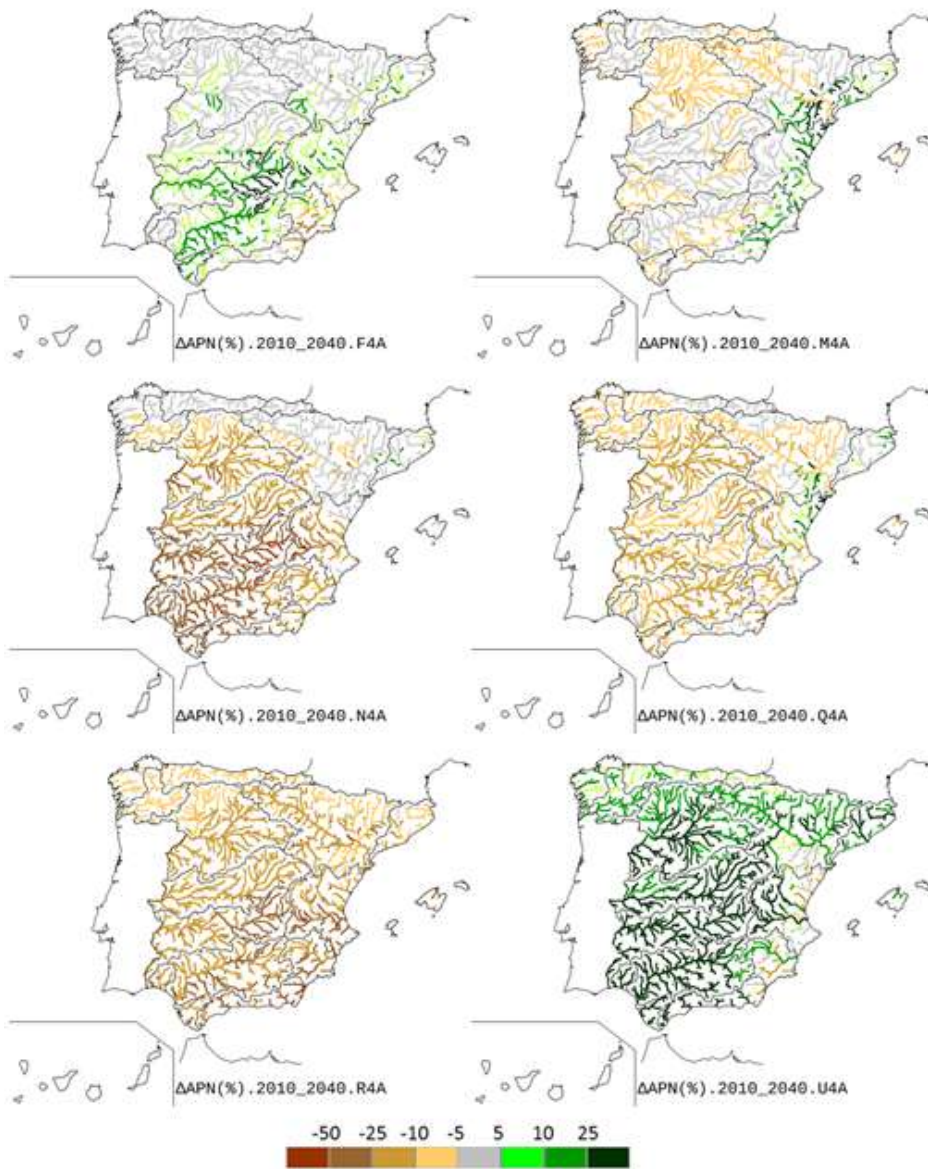 ΔAPN(%).2010_2040.F4A
ΔAPN(%).2010_2040.M4A
ΔAPN(%).2010_2040.N4A
ΔAPN(%).2010_2040.Q4A
ΔAPN(%).2010_2040.R4A
ΔAPN(%).2010_2040.U4A
-50 -25 -10 -5 5 10 25